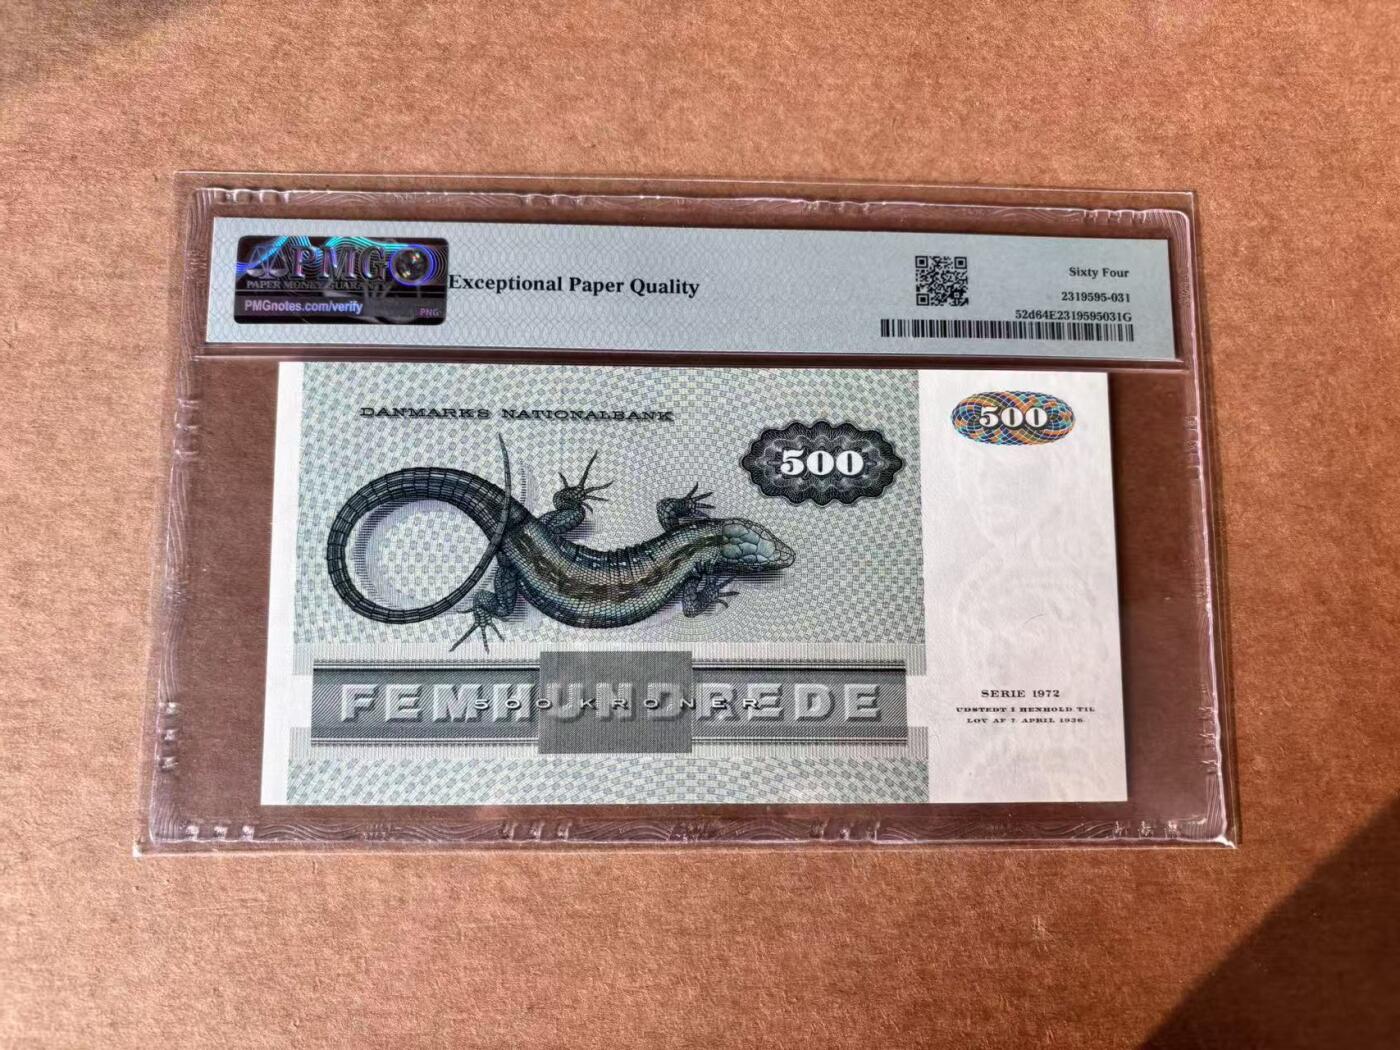 PMG
PAPER MONEY GUARANTY
PMGnotes.com/verify
PNG
Exceptional Paper Quality
Sixty Four
2319595-031
52d64E2319595031G
DANMARKS NATIONALBANK
500
500
FEMHUNDREDE
500 KRONER
SERIE 1972
UDSTEDT I HENHOLD TIL
LOV AF 7. APRIL 1936